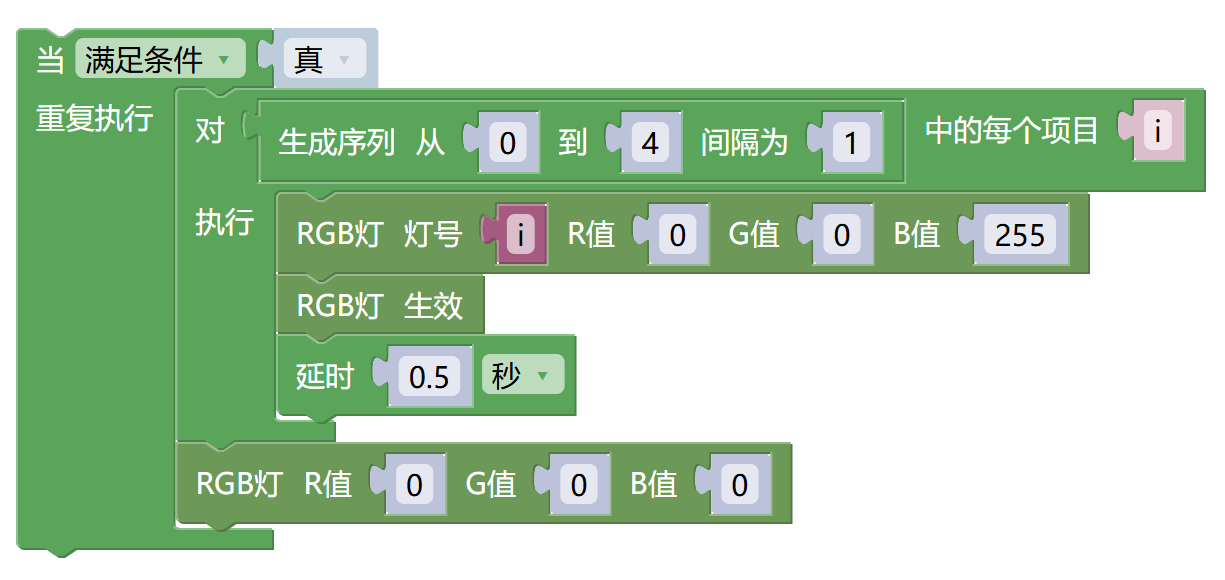 当 满足条件 真
重复执行
对 生成序列 从 0 到 4 间隔为 1 中的每个项目 i
执行
RGB灯 灯号 i R值 0 G值 0 B值 255
RGB灯 生效
延时 0.5 秒
RGB灯 R值 0 G值 0 B值 0